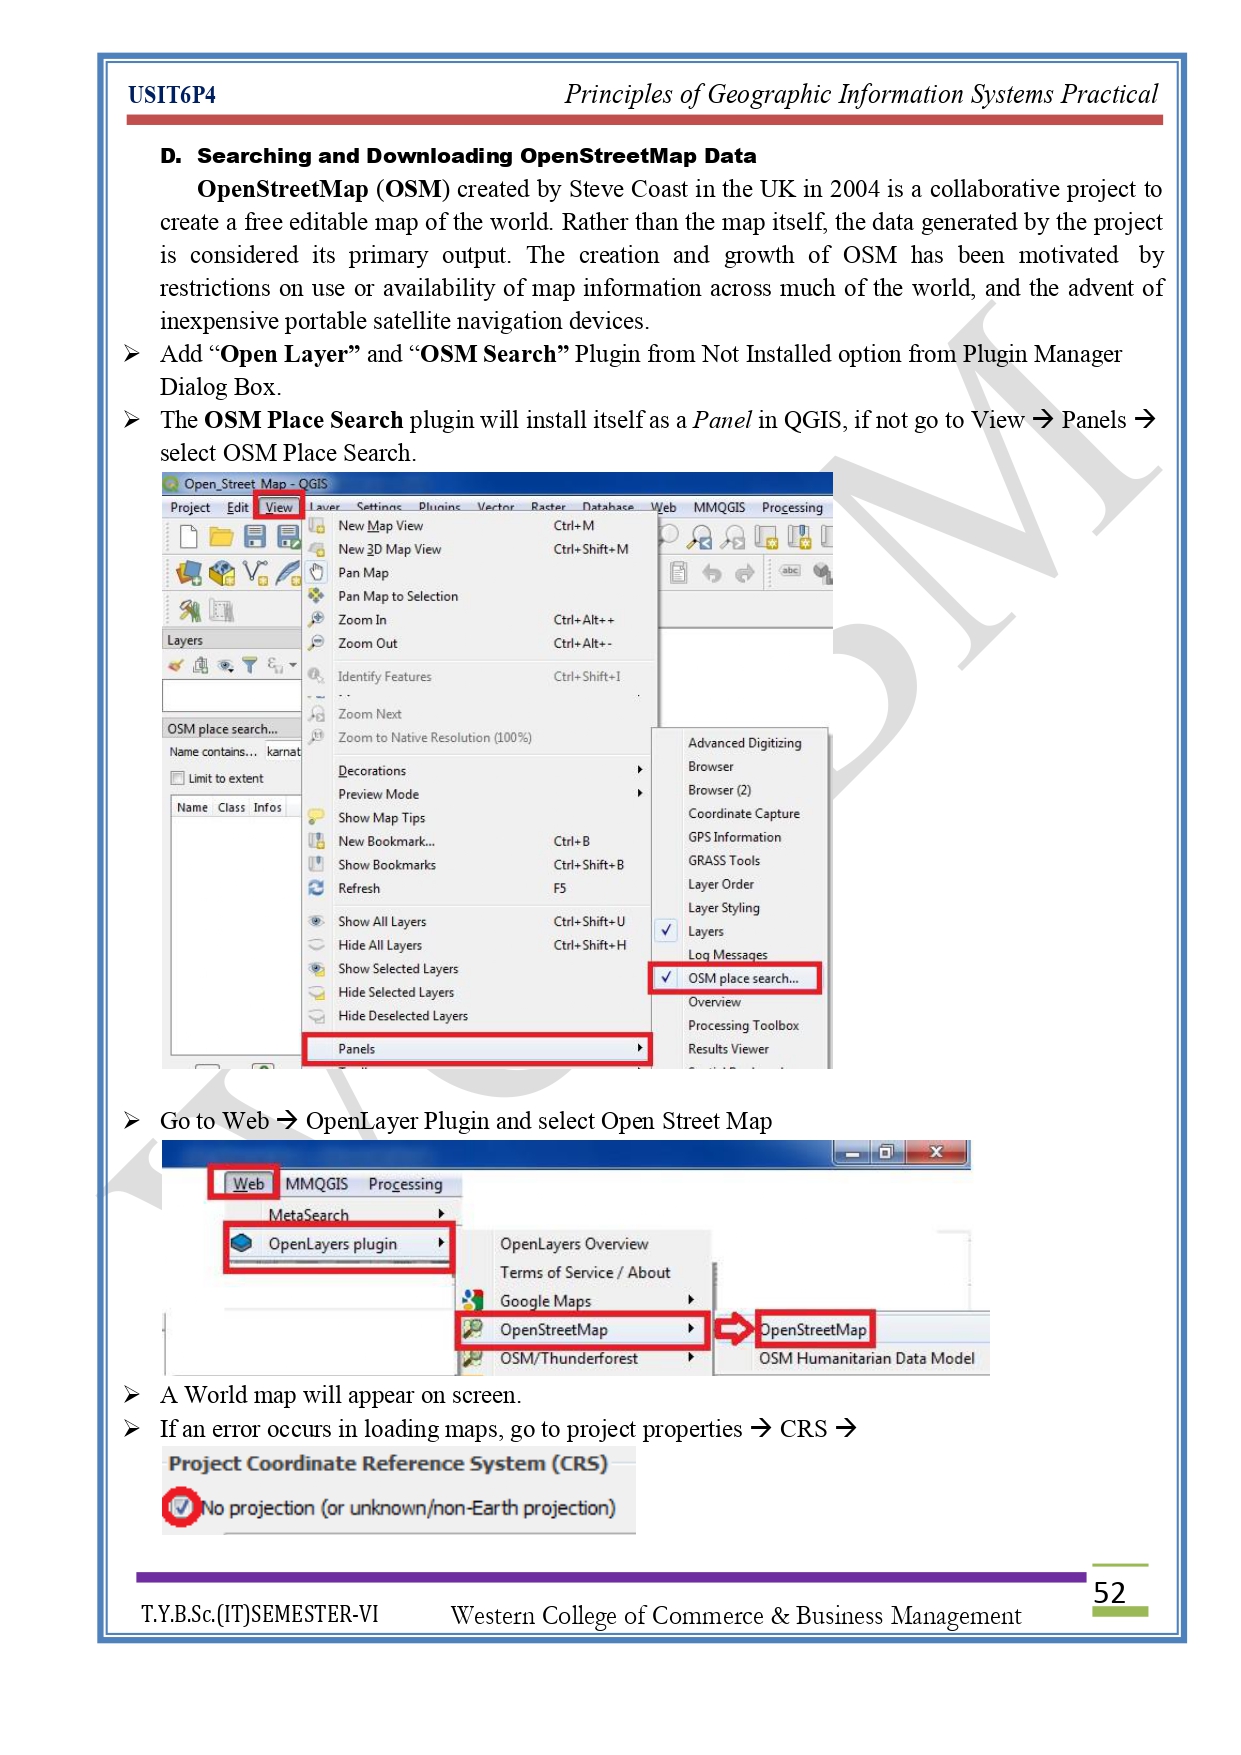 USIT6P4 Principles of Geographic Information Systems Practical
D. Searching and Downloading OpenStreetMap Data
OpenStreetMap (OSM) created by Steve Coast in the UK in 2004 is a collaborative project to
create a free editable map of the world. Rather than the map itself, the data generated by the project
is considered its primary output. The creation and growth of OSM has been motivated by
restrictions on use or availability of map information across much of the world, and the advent of
inexpensive portable satellite navigation devices.
➢ Add “Open Layer” and “OSM Search” Plugin from Not Installed option from Plugin Manager
Dialog Box.
➢ The OSM Place Search plugin will install itself as a Panel in QGIS, if not go to View → Panels →
select OSM Place Search.
Open_Street Map - QGIS
Project Edit View Layer Settings Plugins Vector Raster Database Web MMQGIS Processing
New Map View Ctrl+M
New 3D Map View Ctrl+Shift+M
Pan Map
abc
Pan Map to Selection
Zoom In Ctrl+Alt++
Layers
Zoom Out Ctrl+Alt+-
Identify Features Ctrl+Shift+I
Zoom Next
OSM place search...
Zoom to Native Resolution (100%)
Name contains... karnat
Limit to extent
Name Class Infos
Decorations
Preview Mode
Show Map Tips
New Bookmark... Ctrl+B
Show Bookmarks Ctrl+Shift+B
Refresh F5
Show All Layers Ctrl+Shift+U
Hide All Layers Ctrl+Shift+H
Show Selected Layers
Hide Selected Layers
Hide Deselected Layers
Panels
Advanced Digitizing
Browser
Browser (2)
Coordinate Capture
GPS Information
GRASS Tools
Layer Order
Layer Styling
Layers
Log Messages
OSM place search...
Overview
Processing Toolbox
Results Viewer
➢ Go to Web → OpenLayer Plugin and select Open Street Map
Web MMQGIS Processing
MetaSearch
OpenLayers plugin
OpenLayers Overview
Terms of Service / About
Google Maps
OpenStreetMap
OSM/Thunderforest
OpenStreetMap
OSM Humanitarian Data Model
➢ A World map will appear on screen.
➢ If an error occurs in loading maps, go to project properties → CRS →
Project Coordinate Reference System (CRS)
No projection (or unknown/non-Earth projection)
T.Y.B.Sc.(IT)SEMESTER-VI Western College of Commerce & Business Management 52